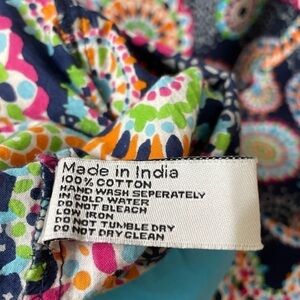 Made in India
100% COTTON
HAND WASH SEPERATELY
IN COLD WATER
DO NOT BLEACH
LOW IRON
DO NOT TUMBLE DRY
DO NOT DRY CLEAN